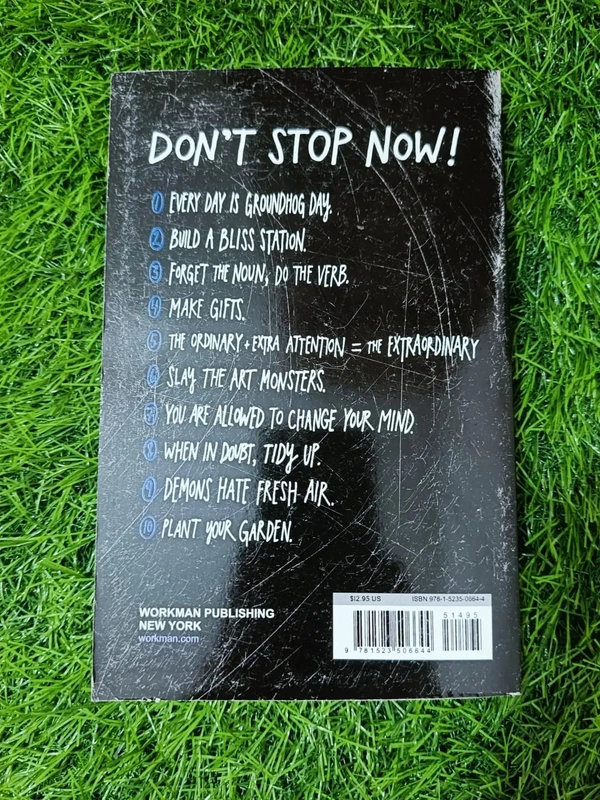 DON'T STOP NOW!
1 EVERY DAY IS GROUNDHOG DAY.
2 BUILD A BLISS STATION.
3 FORGET THE NOUN, DO THE VERB.
4 MAKE GIFTS.
5 THE ORDINARY + EXTRA ATTENTION = THE EXTRAORDINARY
6 SLAY THE ART MONSTERS.
7 YOU ARE ALLOWED TO CHANGE YOUR MIND.
8 WHEN IN DOUBT, TIDY UP.
9 DEMONS HATE FRESH AIR.
10 PLANT YOUR GARDEN.
WORKMAN PUBLISHING
NEW YORK
workman.com
$12.95 US ISBN 978-1-5235-0664-4
51495
9 781523 506644